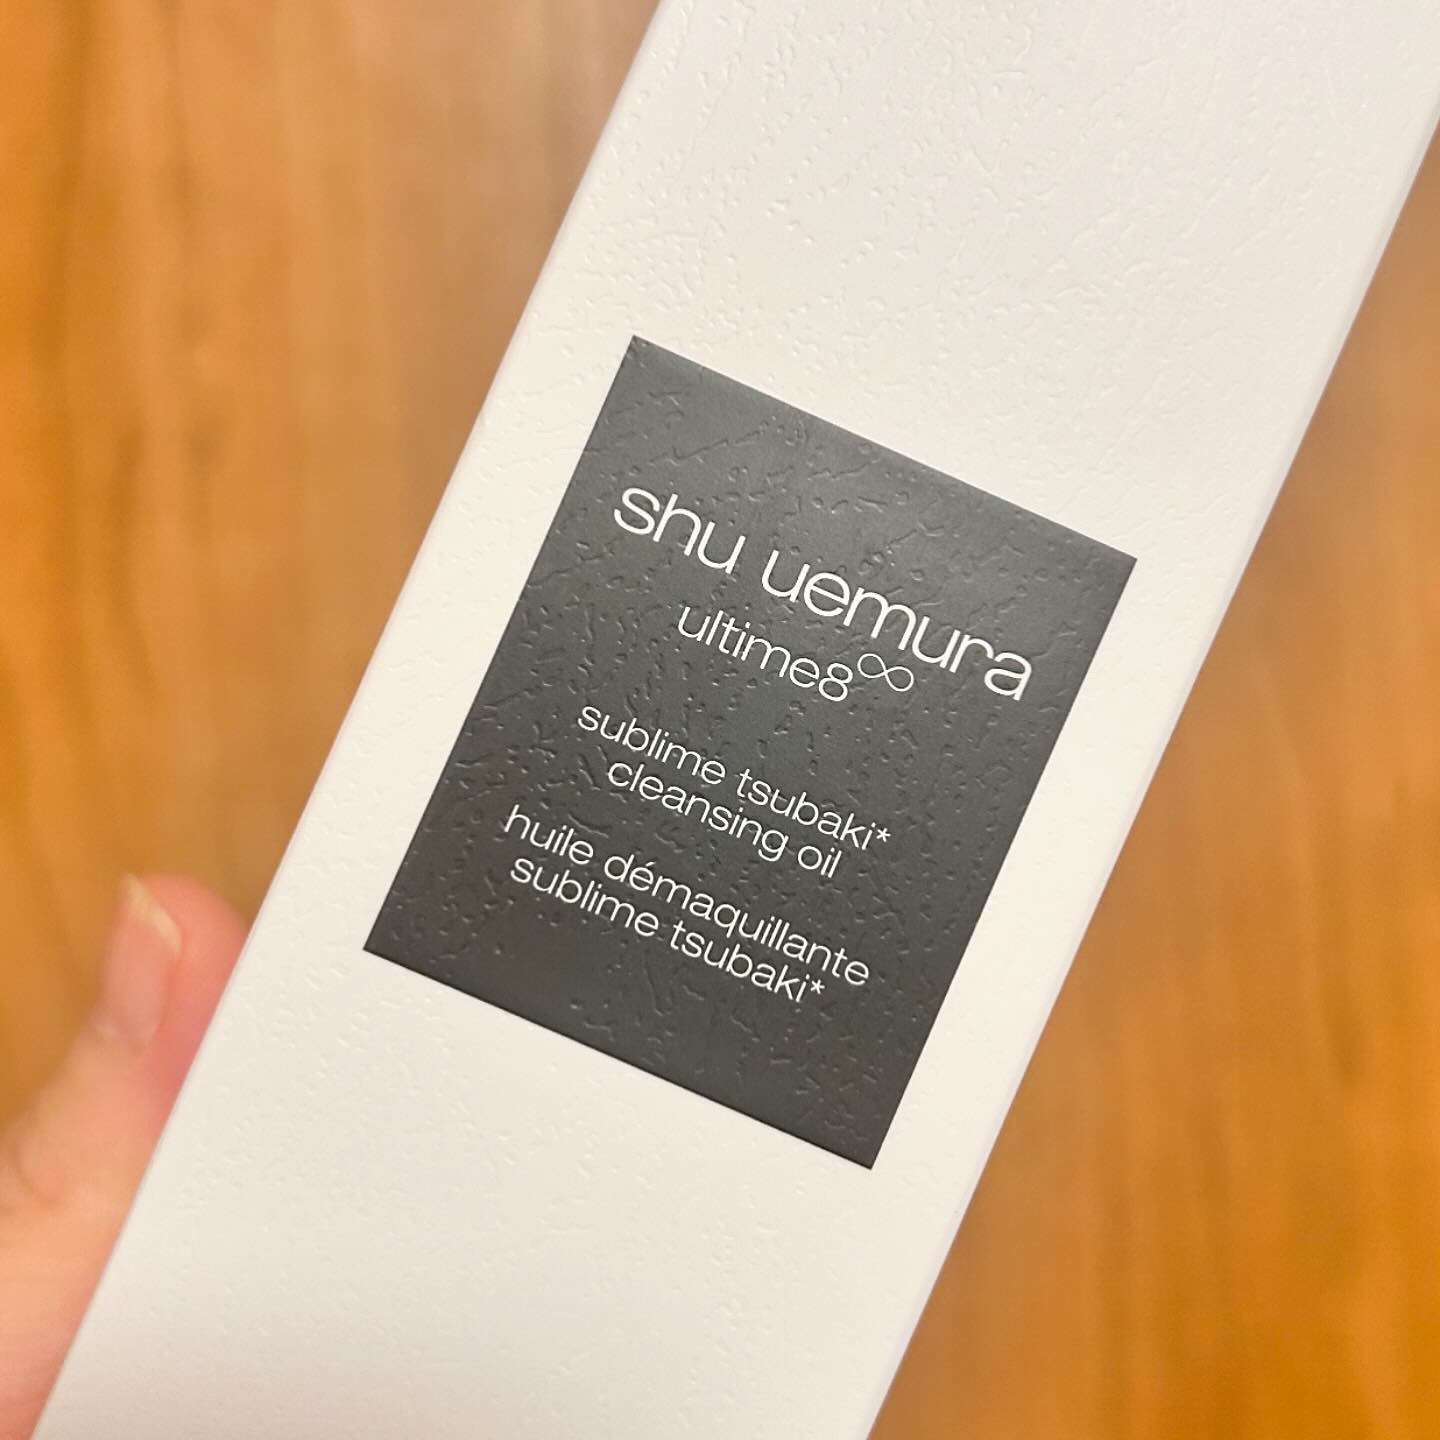 shu uemura
ultime8∞
sublime tsubaki*
cleansing oil
huile démaquillante
sublime tsubaki*